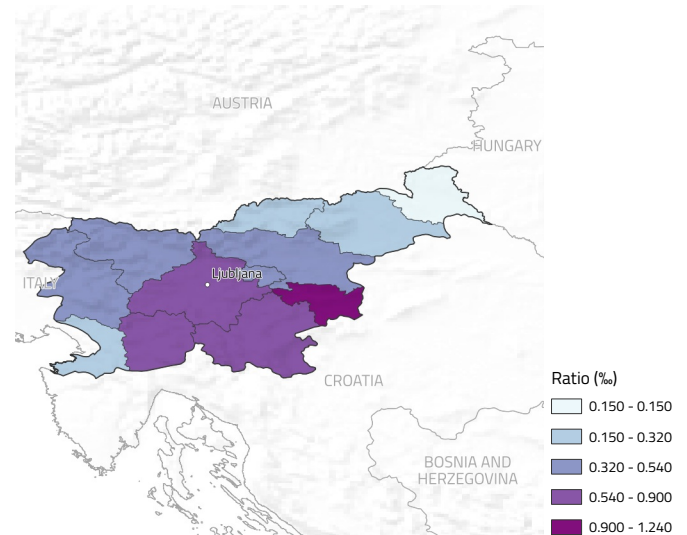 AUSTRIA
HUNGARY
Ljubljana
ITALY
CROATIA
BOSNIA AND
HERZEGOVINA
Ratio (‰)
0.150 - 0.150
0.150 - 0.320
0.320 - 0.540
0.540 - 0.900
0.900 - 1.240